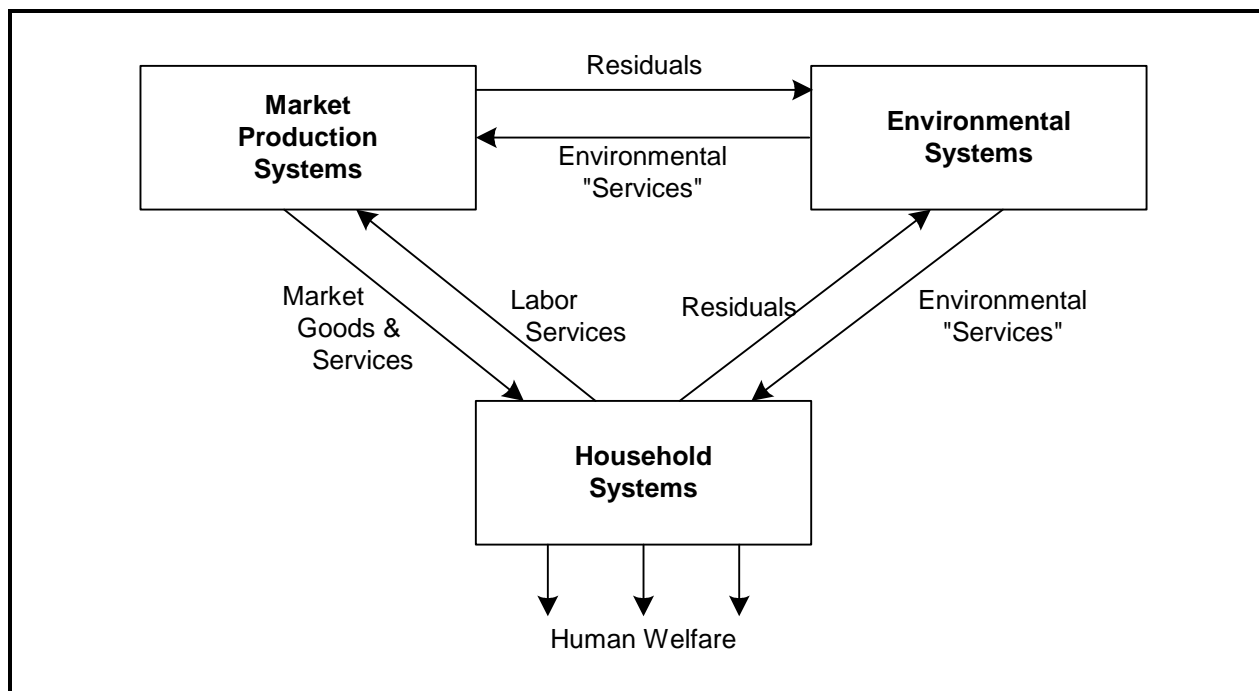 Residuals
Market
Production
Systems
Environmental
Systems
Environmental
"Services"
Market
Goods &
Services
Labor
Services
Residuals
Environmental
"Services"
Household
Systems
Human Welfare